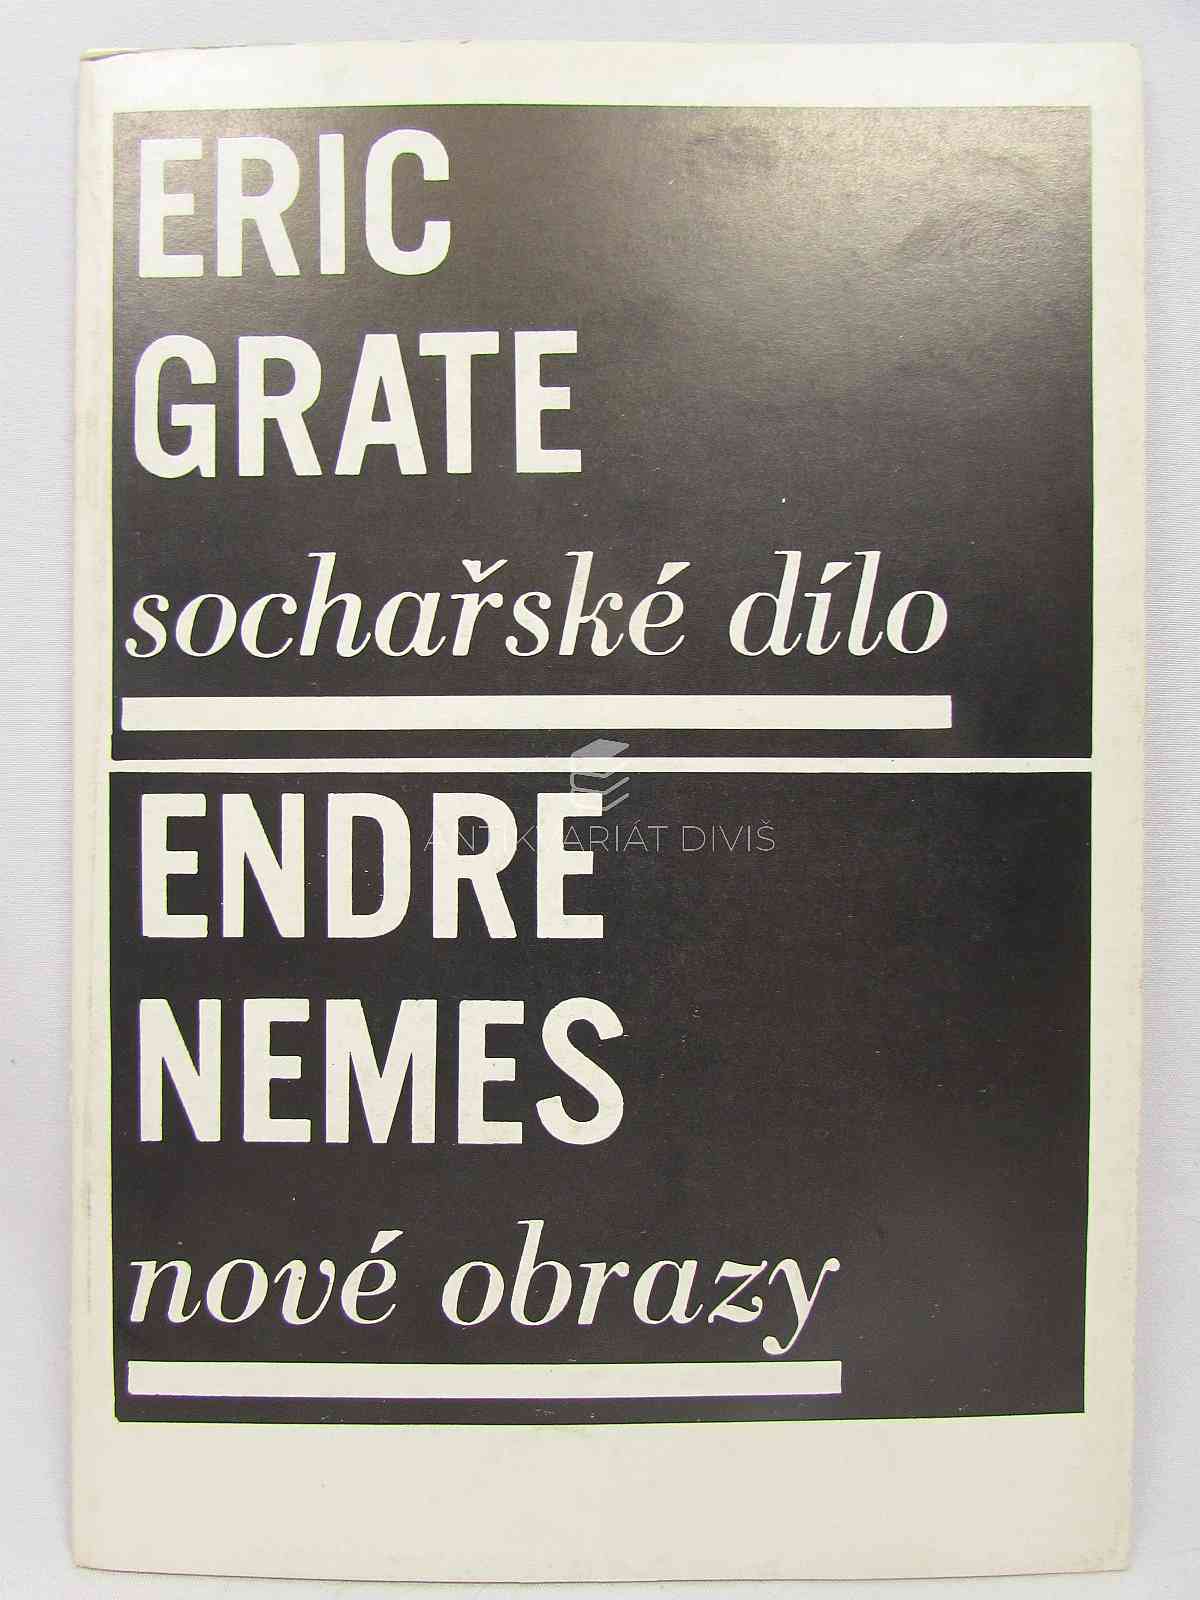 ERIC
GRATE
sochařské dílo
ENDRE
NEMES
nové obrazy
ANTIKVARIÁT DIVIŠ